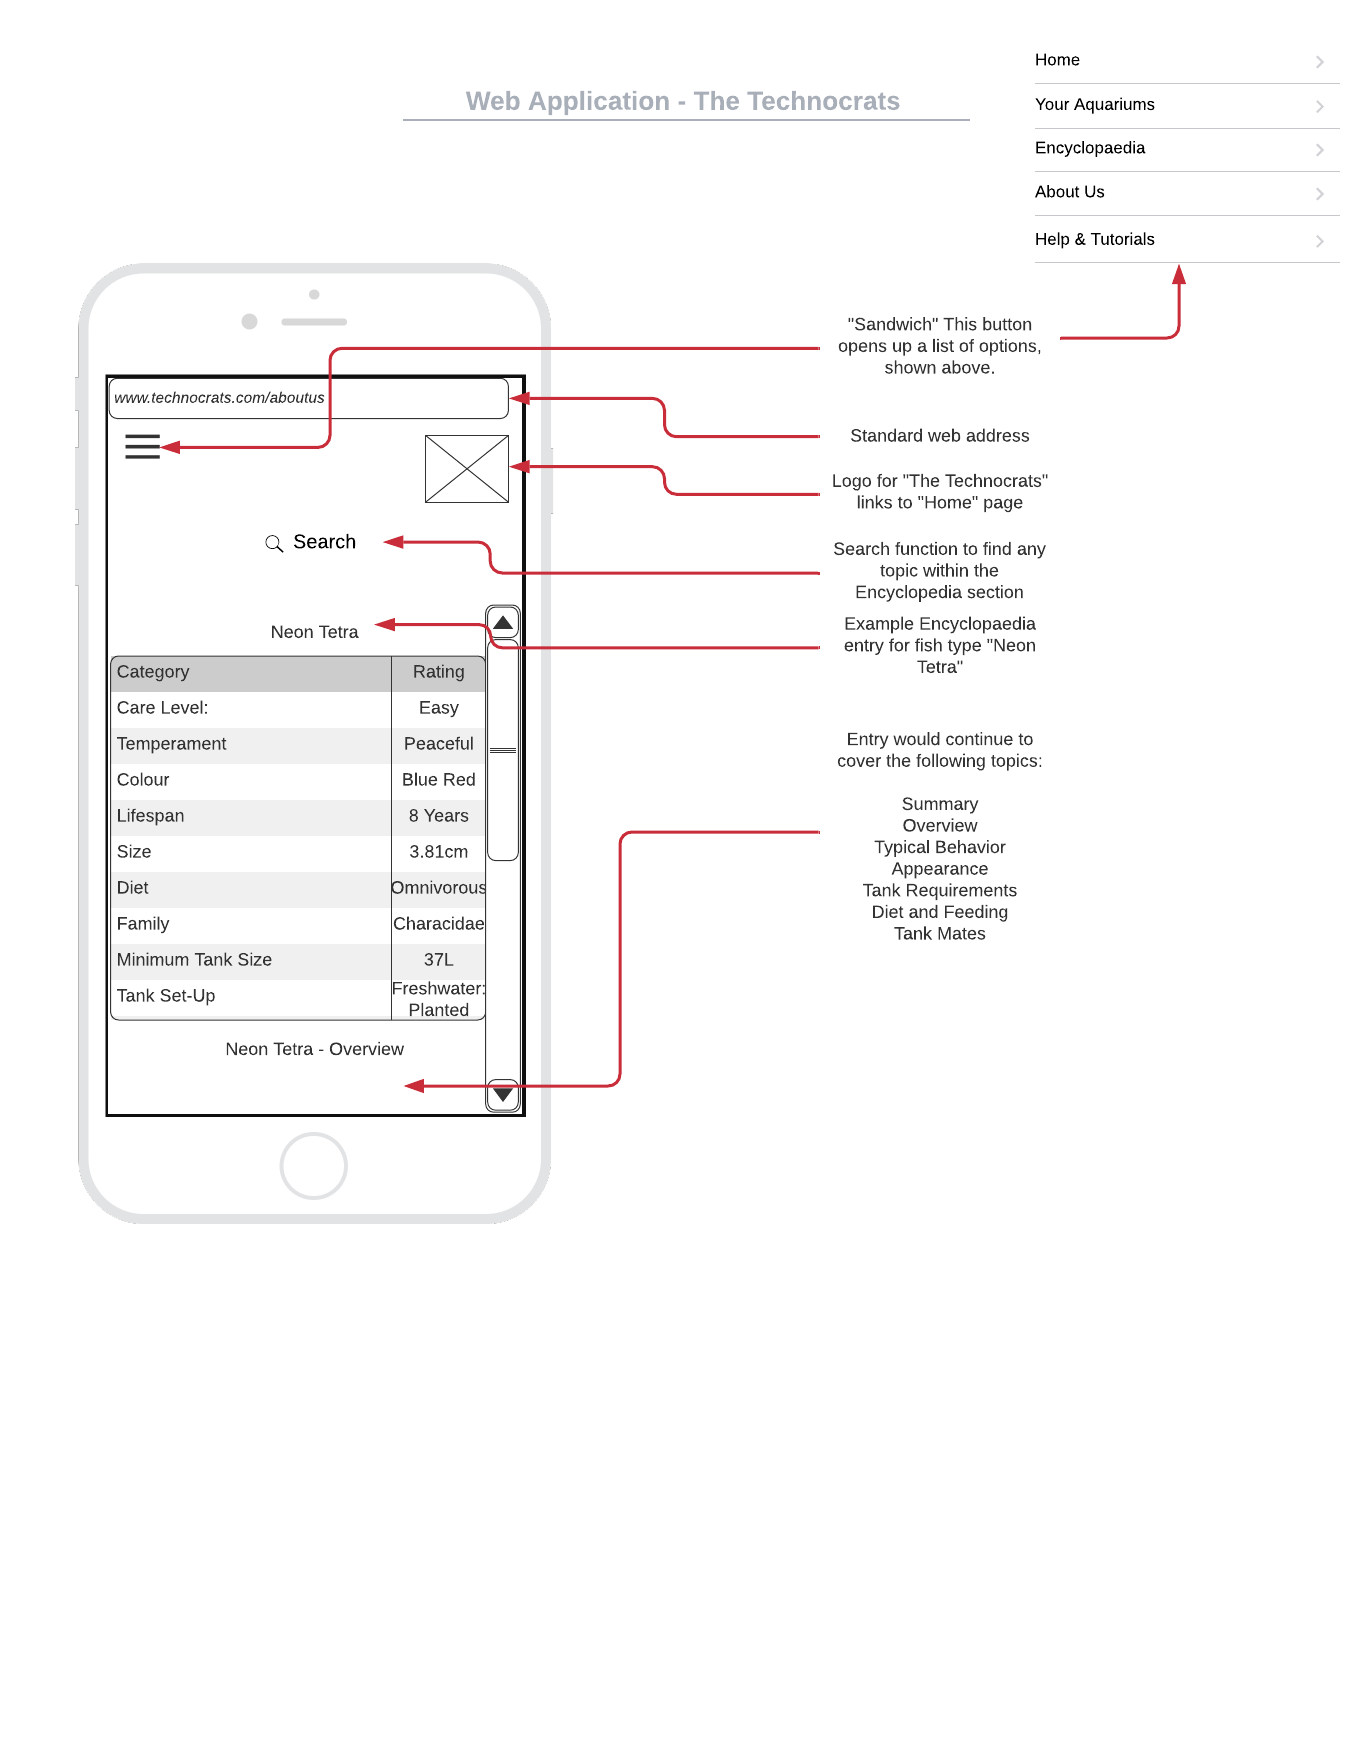 Web Application - The Technocrats
Home
Your Aquariums
Encyclopaedia
About Us
Help & Tutorials
"Sandwich" This button
opens up a list of options,
shown above.
www.technocrats.com/aboutus
Standard web address
Logo for "The Technocrats"
links to "Home" page
Search
Search function to find any
topic within the
Encyclopedia section
Neon Tetra
Example Encyclopaedia
entry for fish type "Neon
Tetra"
Category Rating
Care Level: Easy
Temperament Peaceful
Colour Blue Red
Lifespan 8 Years
Size 3.81cm
Diet Omnivorous
Family Characidae
Minimum Tank Size 37L
Tank Set-Up Freshwater:
Planted
Neon Tetra - Overview
Entry would continue to
cover the following topics:
Summary
Overview
Typical Behavior
Appearance
Tank Requirements
Diet and Feeding
Tank Mates